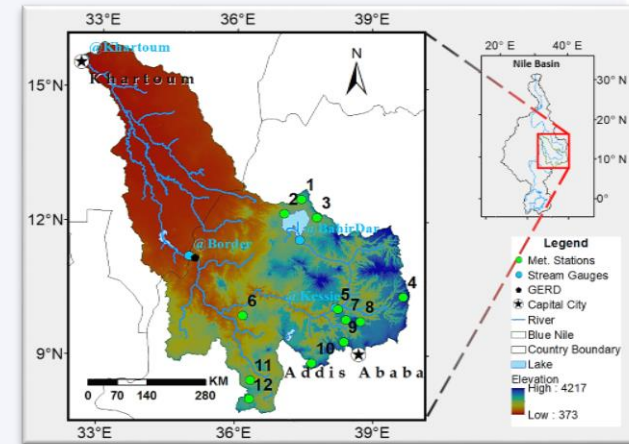 33°E 36°E 39°E
@Khartoum
Khartoum
15°N
N
12°N
1
2
3
@BahirDar
@Border
4
@Kessie
5
6
7
8
9
9°N
10
Addis Ababa
11
12
0 70 140 280
KM
33°E 36°E 39°E
20°E 40°E
Nile Basin
30°N
20°N
10°N
0°
20°E 40°E
Legend
Met. Stations
Stream Gauges
GERD
Capital City
River
Blue Nile
Country Boundary
Lake
Elevation
High : 4217
Low : 373